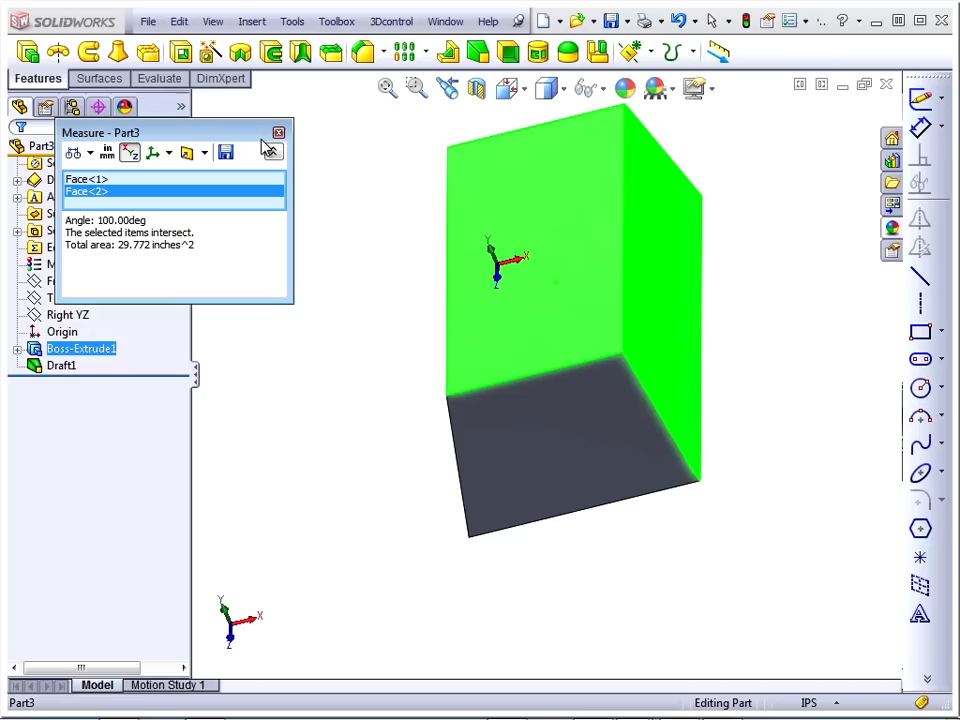 SOLIDWORKS
File Edit View Insert Tools Toolbox 3Dcontrol Window Help
Features Surfaces Evaluate DimXpert
Measure - Part3
Part3
in
mm
Face<1>
Face<2>
Angle: 100.00deg
The selected items intersect.
Total area: 29.772 inches^2
Right YZ
Origin
Boss-Extrude1
Draft1
Y
X
Z
Y
X
Z
Model Motion Study 1
Part3 Editing Part IPS